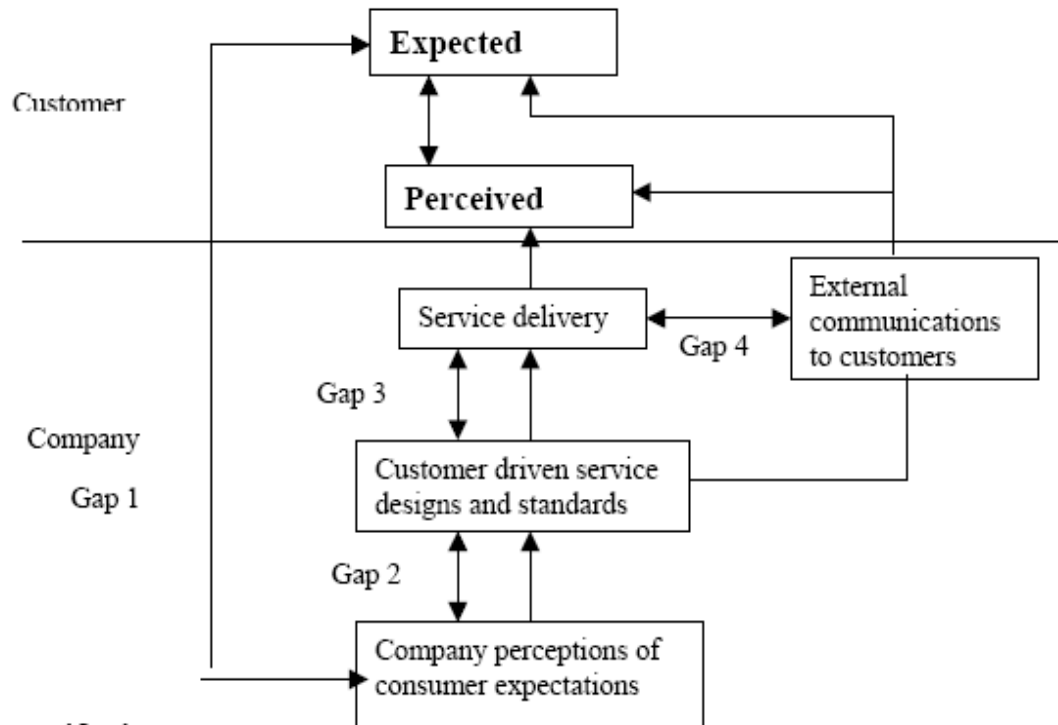 Expected
Customer
Perceived
External
communications
to customers
Service delivery
Gap 4
Gap 3
Company
Customer driven service
designs and standards
Gap 1
Gap 2
Company perceptions of
consumer expectations